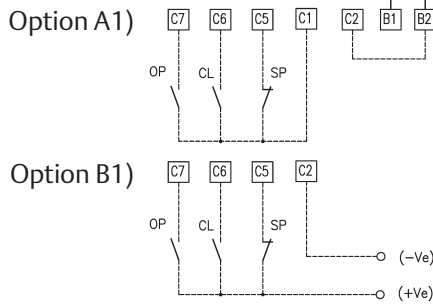 Option A1) C7 C6 C5 C1 C2 B1 B2
OP CL SP
Option B1) C7 C6 C5 C2
OP CL SP
(-Ve)
(+Ve)